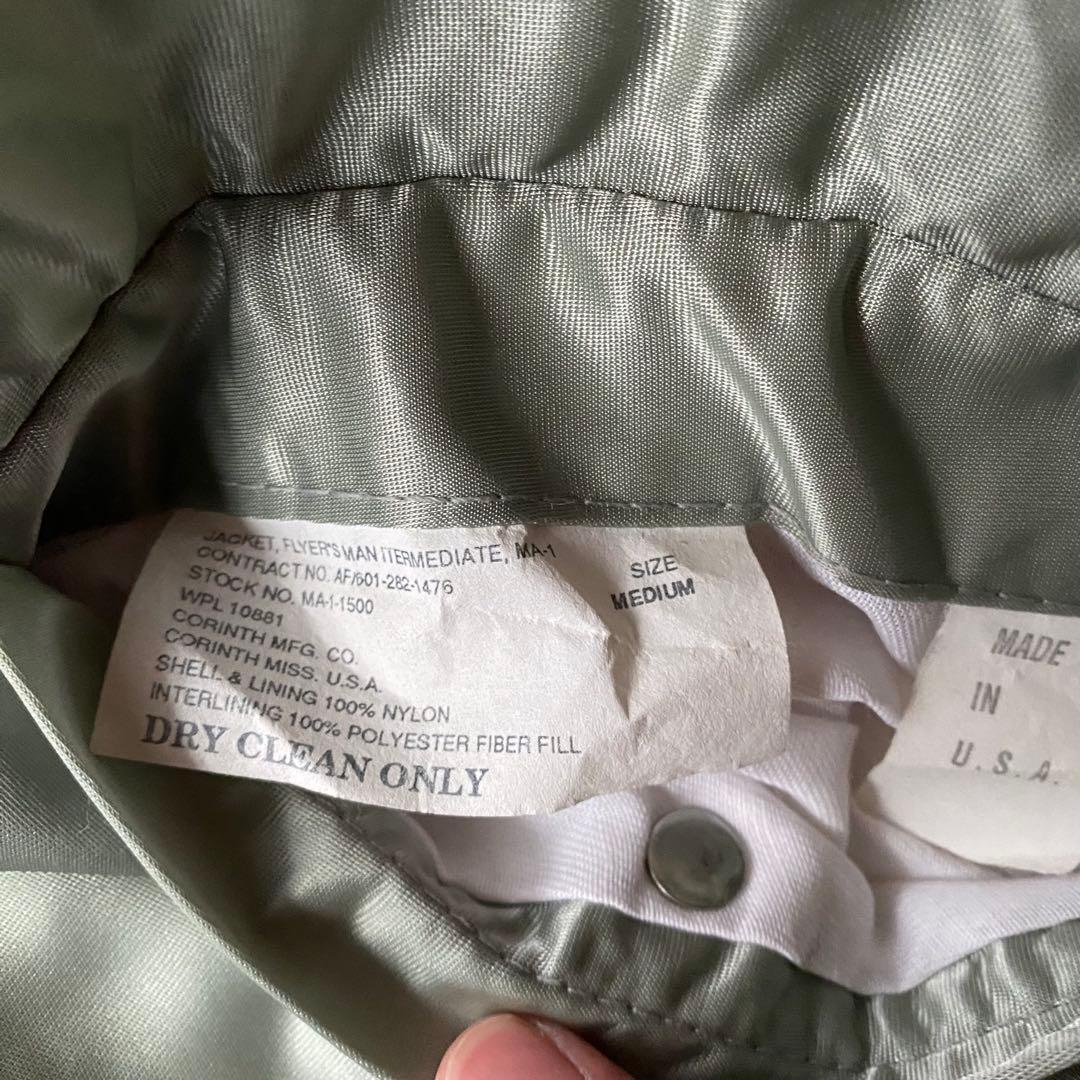 JACKET, FLYER'S MAN ITERMEDIATE, MA-1
CONTRACT NO. AF/601-282-1476
STOCK NO. MA-1-1500
WPL 10881
CORINTH MFG. CO.
CORINTH MISS. U.S.A.
SHELL & LINING 100% NYLON
INTERLINING 100% POLYESTER FIBER FILL
DRY CLEAN ONLY
SIZE
MEDIUM
MADE
IN
U.S.A.